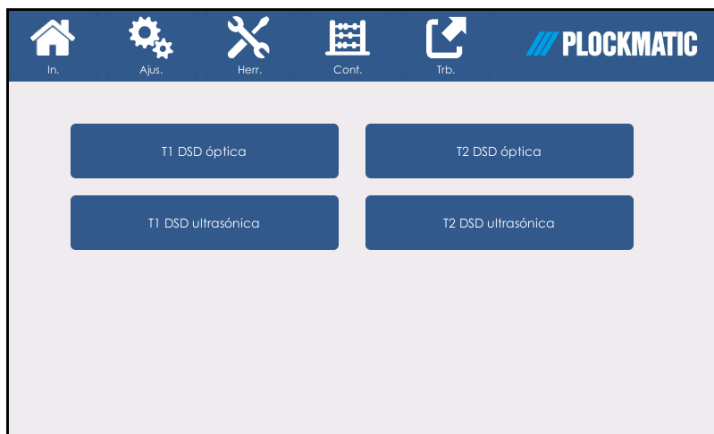 PLOCKMATIC
In.
Ajus.
Herr.
Cont.
Trb.
T1 DSD óptica
T2 DSD óptica
T1 DSD ultrasónica
T2 DSD ultrasónica